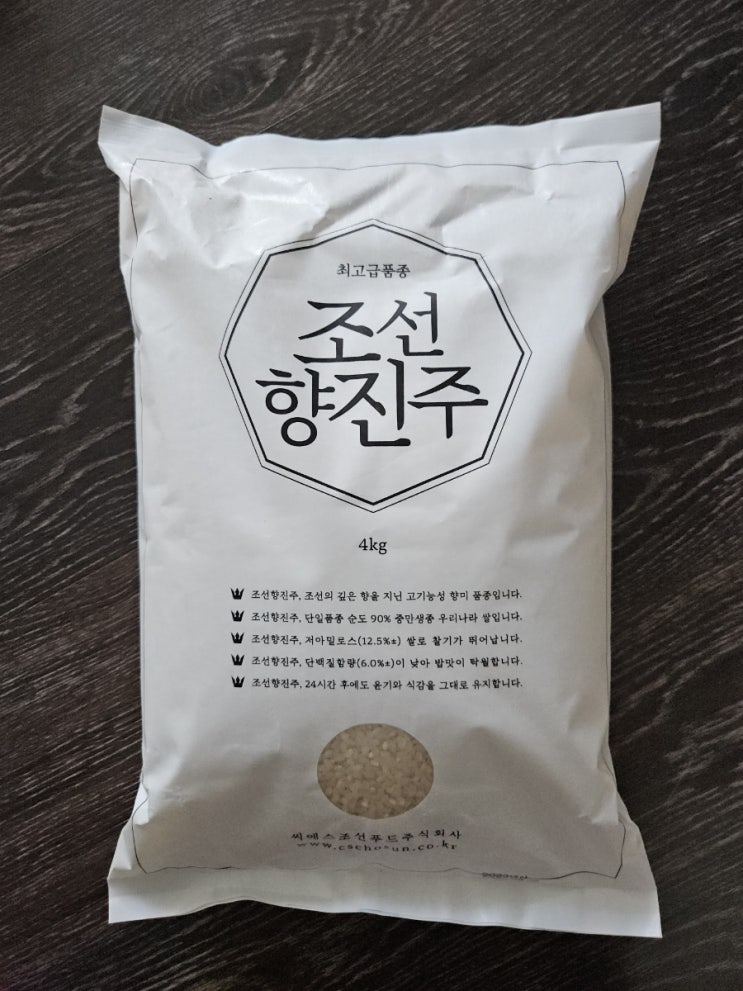 최고급품종
조선
향진주
4kg
조선향진주, 조선의 깊은 향을 지닌 고기능성 향미 품종입니다.
조선향진주, 단일품종 순도 90% 중만생종 우리나라 쌀입니다.
조선향진주, 저아밀로스(12.5%±) 쌀로 찰기가 뛰어납니다.
조선향진주, 단백질함량(6.0%±)이 낮아 밥맛이 탁월합니다.
조선향진주, 24시간 후에도 윤기와 식감을 그대로 유지합니다.
씨에스조선푸드주식회사
www.cschosun.co.kr